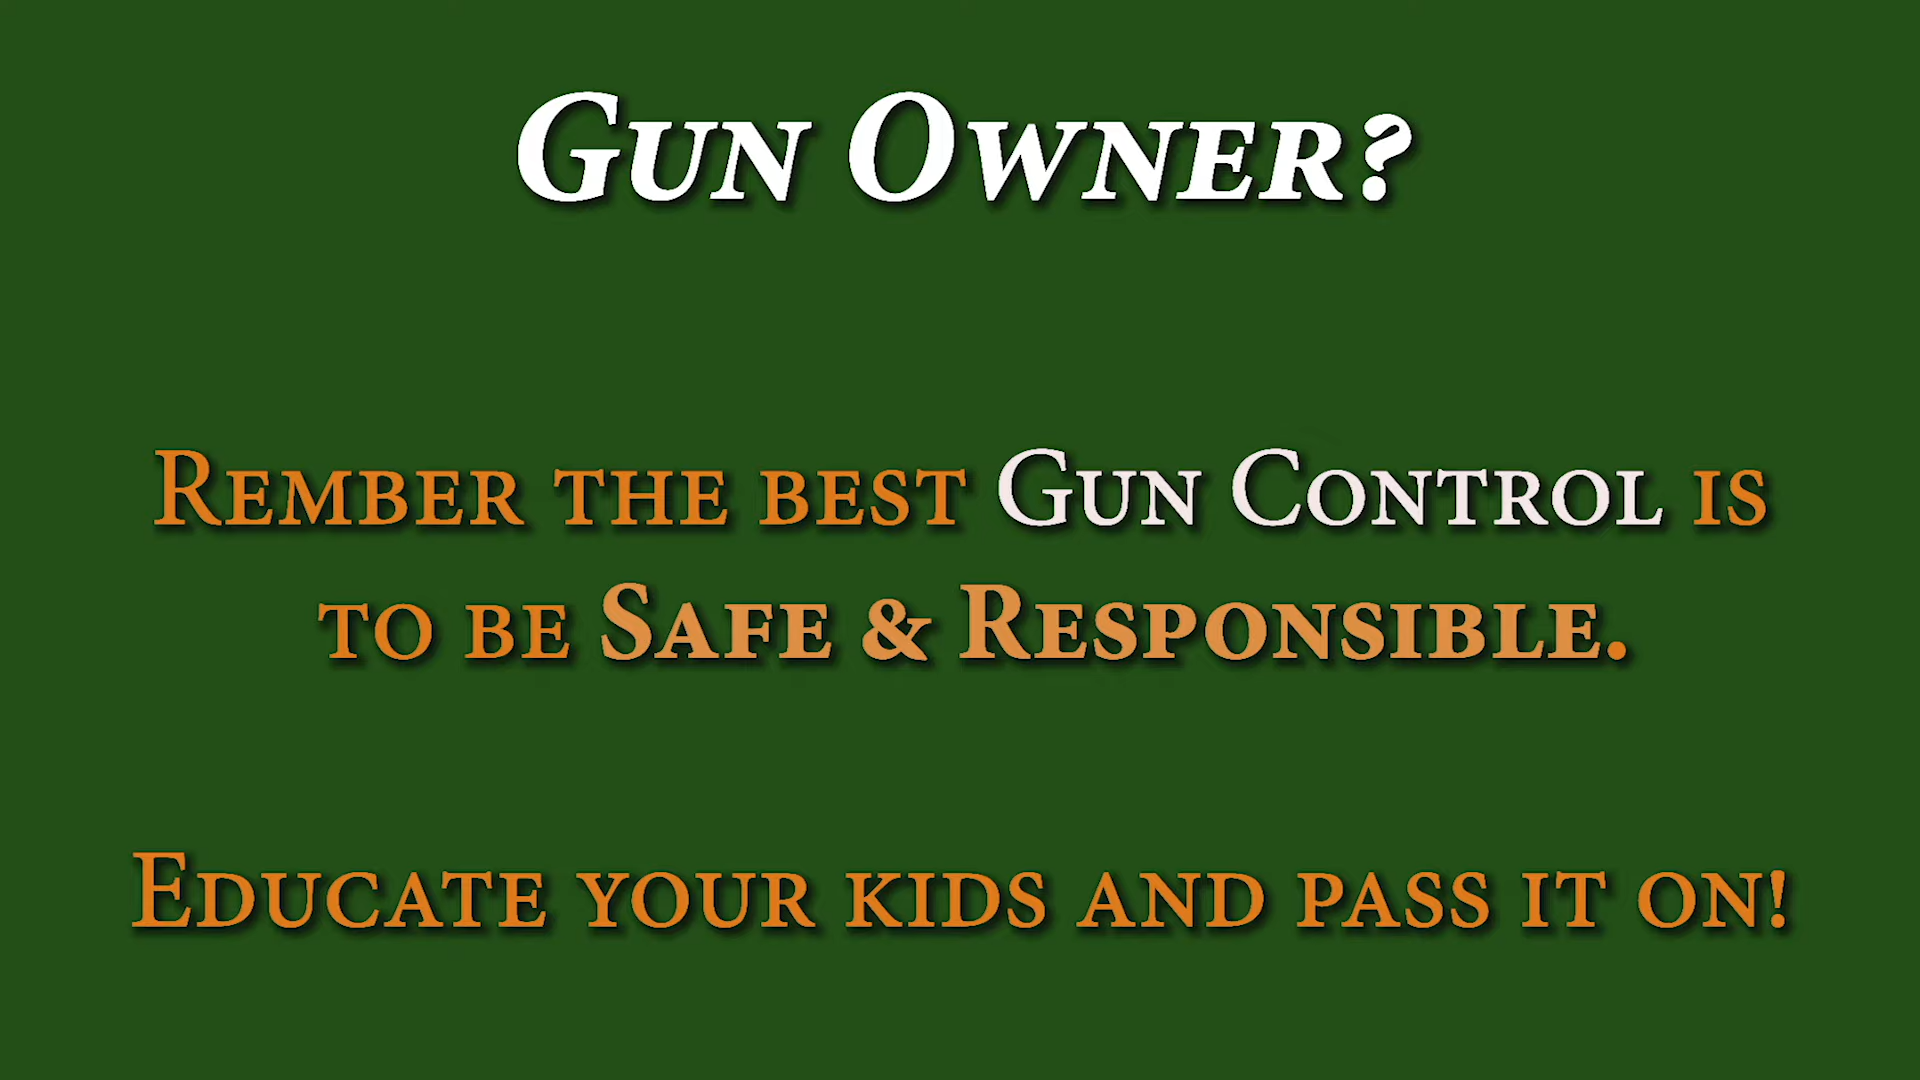 Gun Owner?
Rember the best Gun Control is
to be Safe & Responsible.
Educate your kids and pass it on!